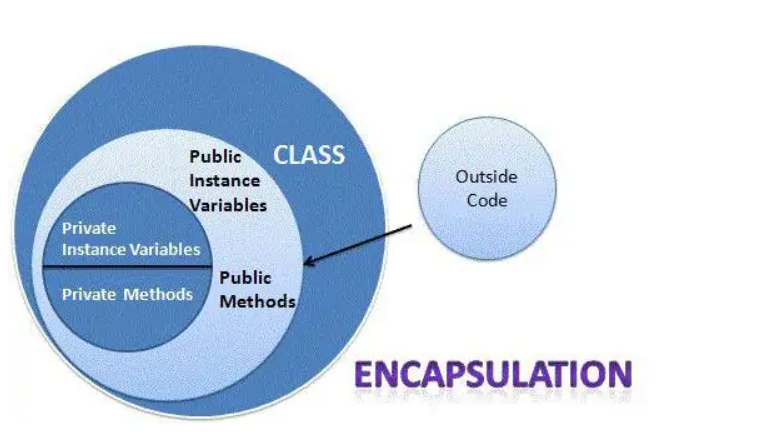 CLASS
Public
Instance
Variables
Private
Instance Variables
Private Methods
Public
Methods
Outside
Code
ENCAPSULATION